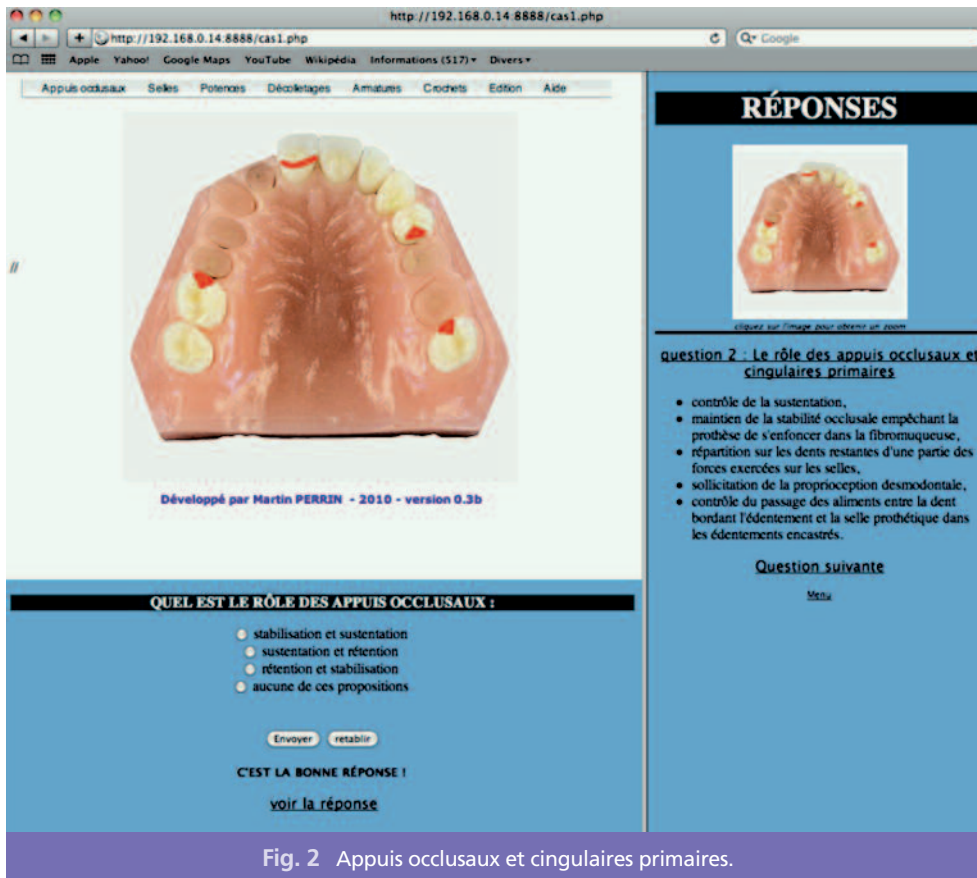 http://192.168.0.14:8888/cas1.php
http://192.168.0.14:8888/cas1.php
Google
Apple Yahoo! Google Maps YouTube Wikipédia Informations (517) Divers
Appuis occlusaux Selles Potences Décolletages Armatures Crochets Edition Aide
//
Développé par Martin PERRIN - 2010 - version 0.3b
QUEL EST LE RÔLE DES APPUIS OCCLUSAUX :
stabilisation et sustentation
sustentation et rétention
rétention et stabilisation
aucune de ces propositions
Envoyer retablir
C'EST LA BONNE RÉPONSE !
voir la réponse
RÉPONSES
cliquez sur l'image pour obtenir un zoom
question 2 : Le rôle des appuis occlusaux et
cingulaires primaires
• contrôle de la sustentation,
• maintien de la stabilité occlusale empêchant la
prothèse de s'enfoncer dans la fibromuqueuse,
• répartition sur les dents restantes d'une partie des
forces exercées sur les selles,
• sollicitation de la proprioception desmodontale,
• contrôle du passage des aliments entre la dent
bordant l'édentement et la selle prothétique dans
les édentements encastrés.
Question suivante
Menu
Fig. 2 Appuis occlusaux et cingulaires primaires.